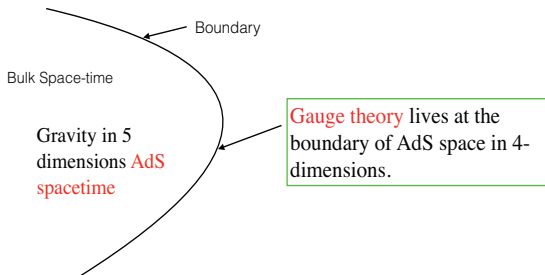 Boundary
Bulk Space-time
Gravity in 5
dimensions AdS
spacetime
Gauge theory lives at the
boundary of AdS space in 4-
dimensions.